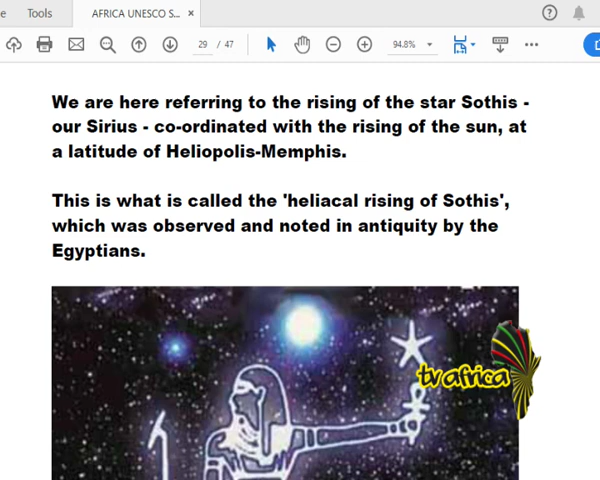 Tools
AFRICA UNESCO S...
29 / 47
94.8%
We are here referring to the rising of the star Sothis -
our Sirius - co-ordinated with the rising of the sun, at
a latitude of Heliopolis-Memphis.
This is what is called the 'heliacal rising of Sothis',
which was observed and noted in antiquity by the
Egyptians.
tv africa